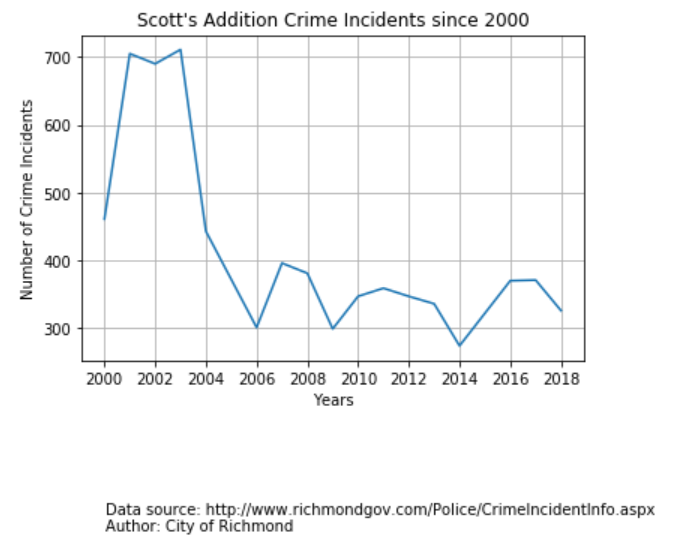 Scott's Addition Crime Incidents since 2000
Number of Crime Incidents
700
600
500
400
300
2000 2002 2004 2006 2008 2010 2012 2014 2016 2018
Years
Data source: http://www.richmondgov.com/Police/CrimeIncidentInfo.aspx
Author: City of Richmond